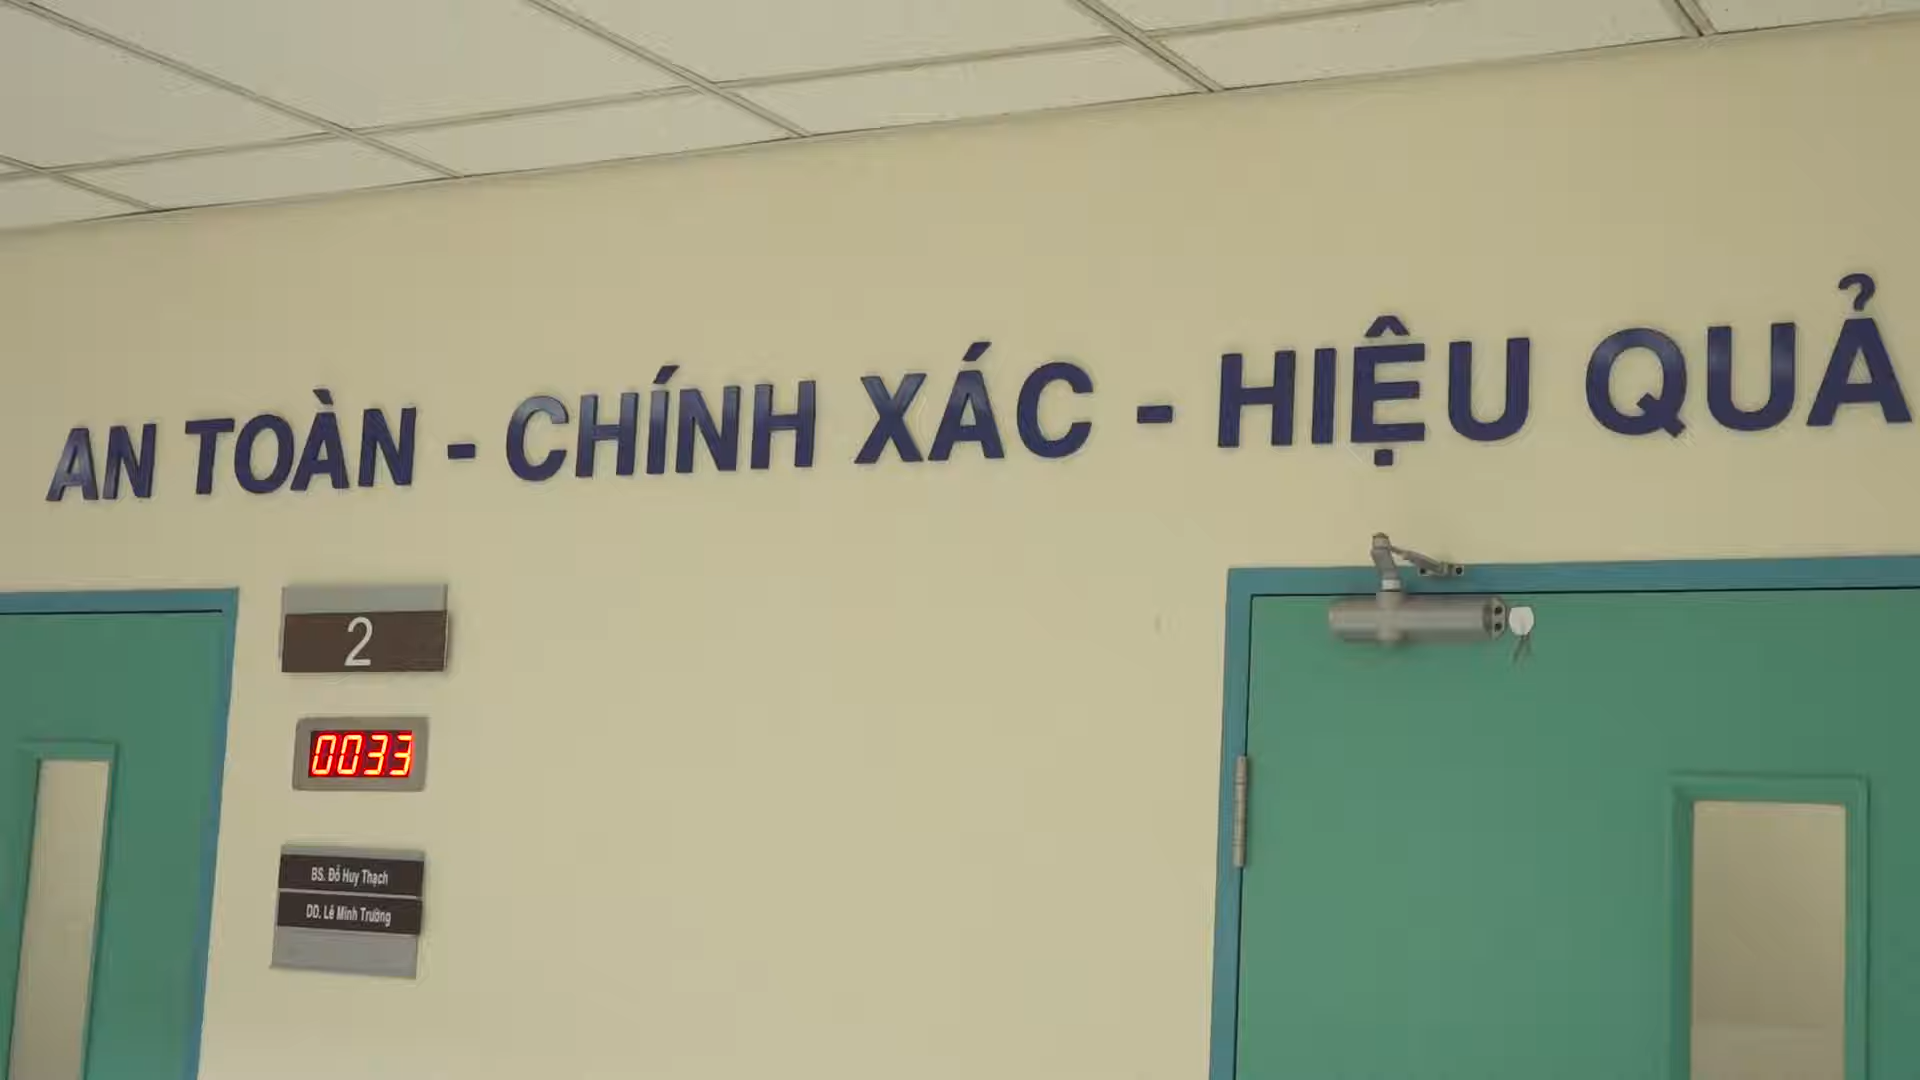 AN TOÀN - CHÍNH XÁC - HIỆU QUẢ
2
0033
BS. Đỗ Huy Thạch
DD. Lê Minh Trường